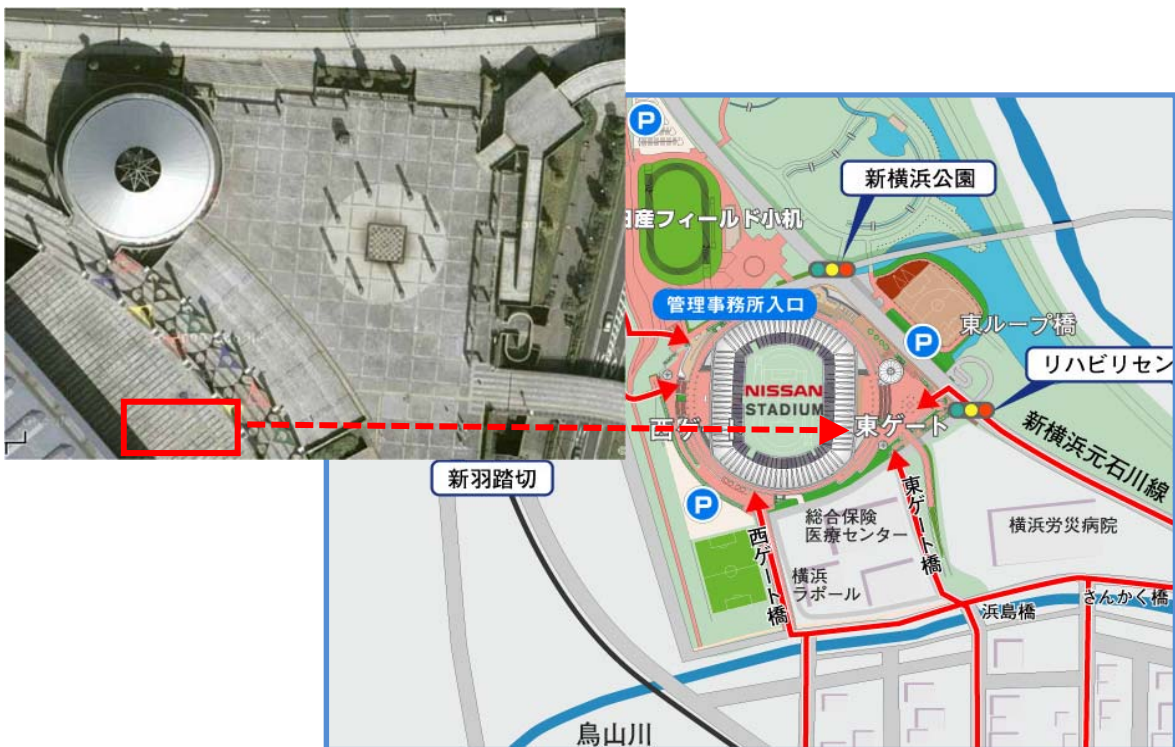 P
新横浜公園
日産フィールド小机
管理事務所入口
P
東ループ橋
リハビリセン
NISSAN
STADIUM
西ゲ
東ゲート
新横浜元石川線
新羽踏切
P
総合保険
医療センター
東ゲート橋
横浜労災病院
西ゲート橋
横浜
ラポール
浜島橋
さんかく橋
鳥山川